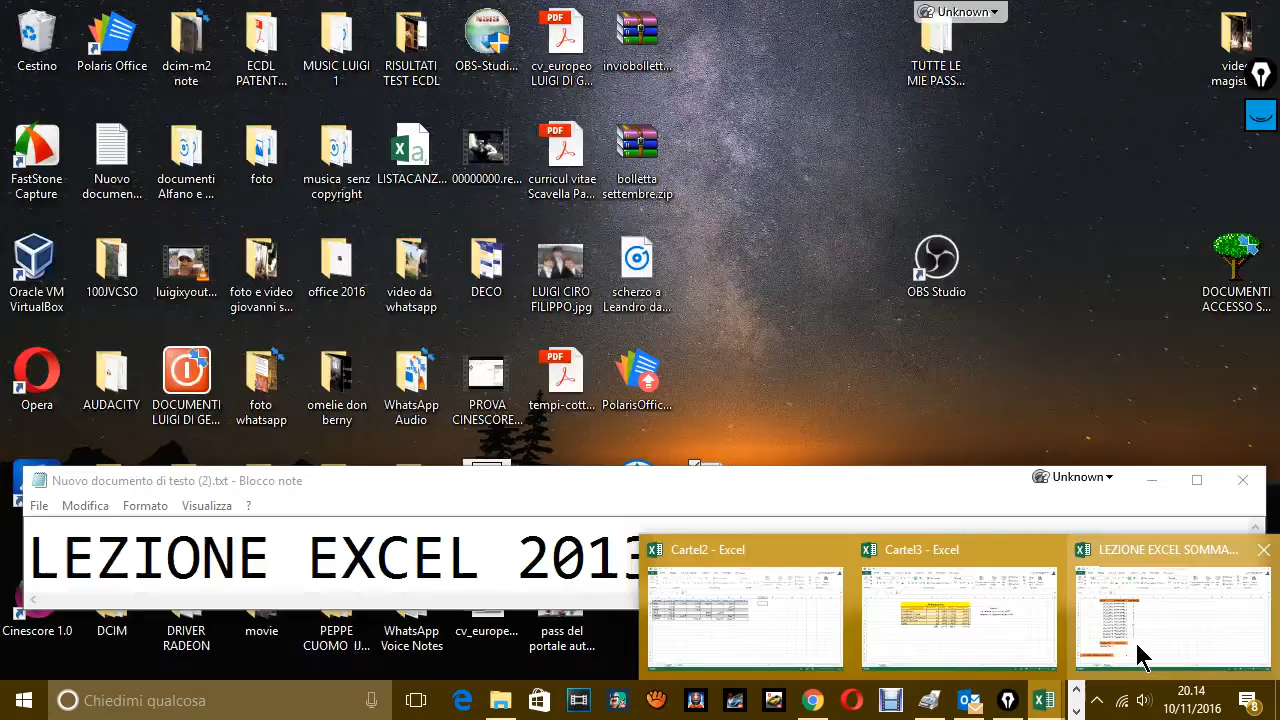 Unknown
Cestino
Polaris Office
dcim-m2
note
ECDL
PATENT...
MUSIC LUIGI
1
RISULTATI
TEST ECDL
OBS-Studi...
cv_europeo
LUIGI DI G...
inviobollett...
TUTTE LE
MIE PASS...
video
magist...
FastStone
Capture
Nuovo
documen...
documenti
Alfano e ...
foto
musica senz
copyright
LISTACANZ...
00000000.re...
curricul vitae
Scavella Pa...
bolletta
settembre.zip
Oracle VM
VirtualBox
100JVCSO
luigixyout...
foto e video
giovanni s...
office 2016
video da
whatsapp
DECO
LUIGI CIRO
FILIPPO.jpg
scherzo a
Leandro da...
OBS Studio
DOCUMENTI
ACCESSO S...
Opera
AUDACITY
DOCUMENTI
LUIGI DI GE...
foto
whatsapp
omelie don
berny
WhatsApp
Audio
PROVA
CINESCORE...
tempi-cott...
PolarisOffic...
Nuovo documento di testo (2).txt - Blocco note
Unknown
File Modifica Formato Visualizza ?
LEZIONE EXCEL 2013
Cartel2 - Excel
Cartel3 - Excel
LEZIONE EXCEL SOMMA...
Cinescore 1.0
DCIM
DRIVER
RADEON
movie
PEPPE
CUOMO IJ...
WhatsApp
Voice Notes
cv_europe...
pass dal
portale aut...
Chiedimi qualcosa
20.14
10/11/2016
8